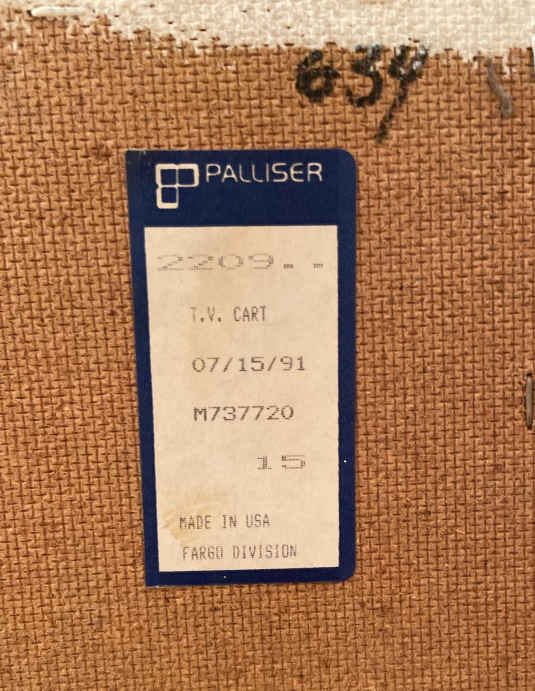 634
PALLISER
2209. .
T.V. CART
07/15/91
M737720
15
MADE IN USA
FARGO DIVISION